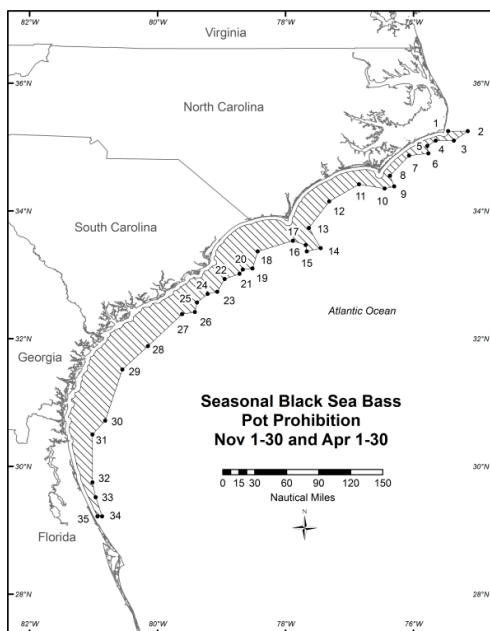 82°W 80°W 78°W 76°W
Virginia
36°N 36°N
North Carolina
1 2
5 4 3
7 6
8
10 9
11
12
34°N 34°N
13
South Carolina
17 14
16 15
18
20
22 21 19
24 23
25
26
27
Atlantic Ocean
32°N 32°N
28
Georgia
29
Seasonal Black Sea Bass
Pot Prohibition
Nov 1-30 and Apr 1-30
30
31
0 15 30 60 90 120 150
Nautical Miles
30°N 30°N
32
33
N
35 34
Florida
28°N 28°N
82°W 80°W 78°W 76°W